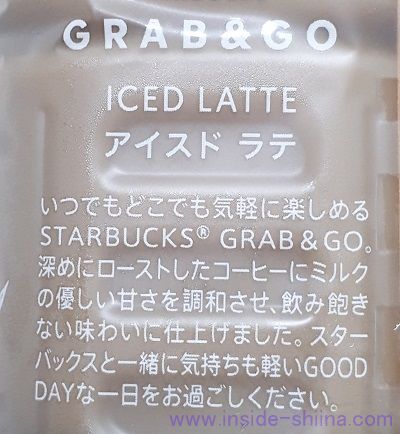 GRAB&GO
ICED LATTE
アイスド ラテ
いつでもどこでも気軽に楽しめる
STARBUCKS® GRAB&GO。
深めにローストしたコーヒーにミルク
の優しい甘さを調和させ、飲み飽き
ない味わいに仕上げました。スター
バックスと一緒に気持ちも軽いGOOD
DAYな一日をお過ごしください。
www.inside-shiina.com